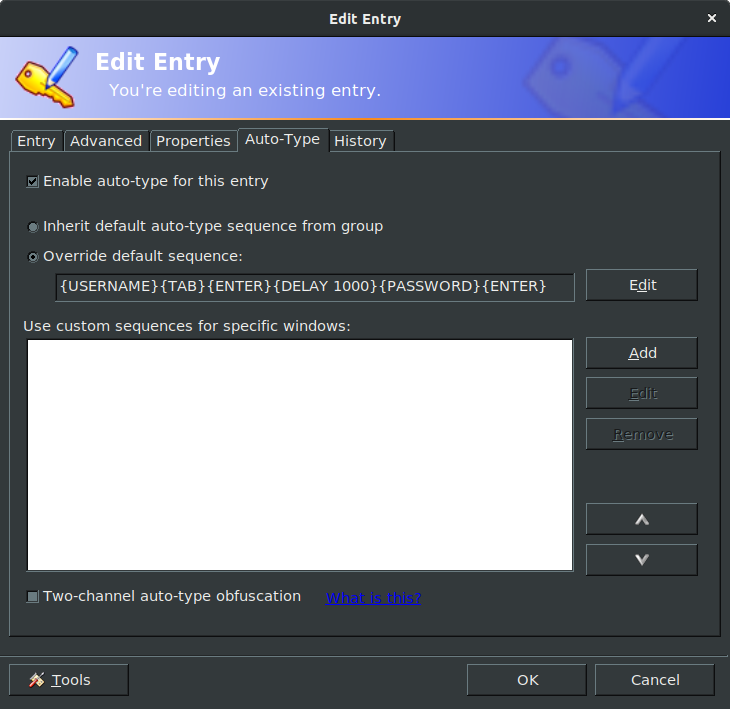 Edit Entry
Edit Entry
You're editing an existing entry.
Entry Advanced Properties Auto-Type History
Enable auto-type for this entry
Inherit default auto-type sequence from group
Override default sequence:
{USERNAME}{TAB}{ENTER}{DELAY 1000}{PASSWORD}{ENTER} Edit
Use custom sequences for specific windows:
Add
Edit
Remove
Two-channel auto-type obfuscation What is this?
Tools OK Cancel